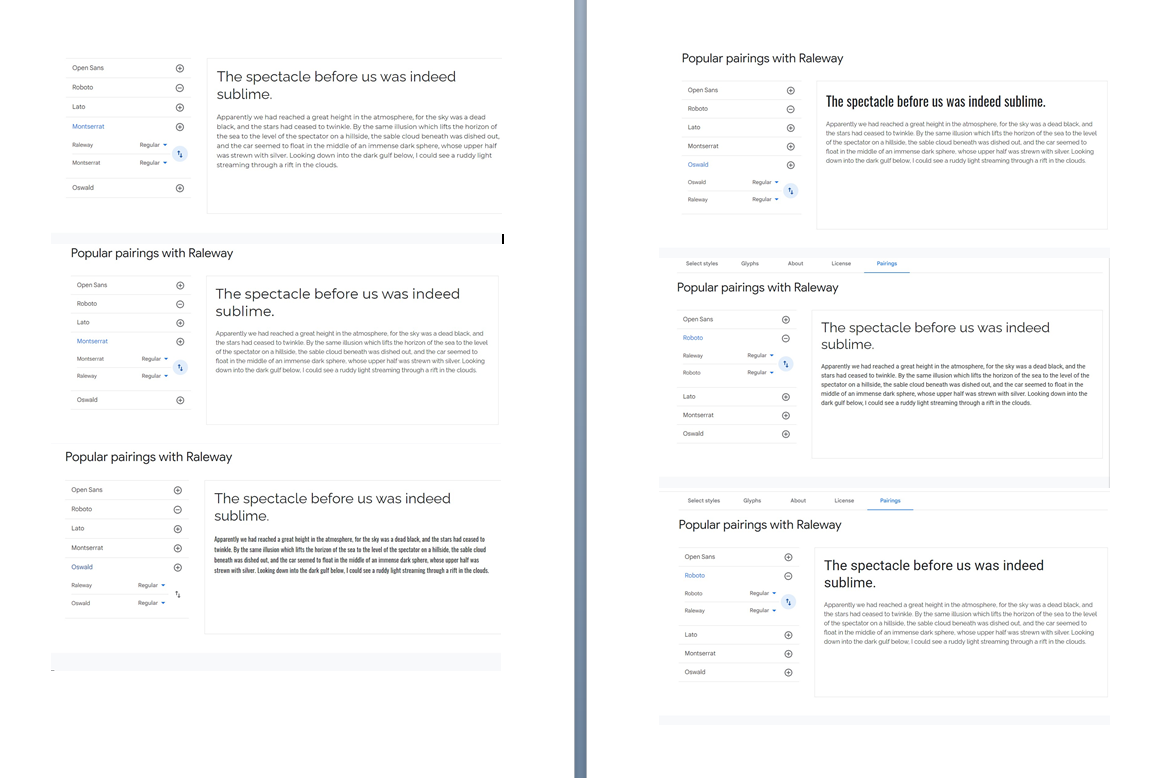 Open Sans
Roboto
Lato
Montserrat
Raleway Regular
Montserrat Regular
Oswald
The spectacle before us was indeed
sublime.
Apparently we had reached a great height in the atmosphere, for the sky was a dead
black, and the stars had ceased to twinkle. By the same illusion which lifts the horizon of
the sea to the level of the spectator on a hillside, the sable cloud beneath was dished out,
and the car seemed to float in the middle of an immense dark sphere, whose upper half
was strewn with silver. Looking down into the dark gulf below, I could see a ruddy light
streaming through a rift in the clouds.
Popular pairings with Raleway
Open Sans
Roboto
Lato
Montserrat
Montserrat Regular
Raleway Regular
Oswald
The spectacle before us was indeed
sublime.
Apparently we had reached a great height in the atmosphere, for the sky was a dead black, and
the stars had ceased to twinkle. By the same illusion which lifts the horizon of the sea to the level
of the spectator on a hillside, the sable cloud beneath was dished out, and the car seemed to
float in the middle of an immense dark sphere, whose upper half was strewn with silver. Looking
down into the dark gulf below, I could see a ruddy light streaming through a rift in the clouds.
Popular pairings with Raleway
Open Sans
Roboto
Lato
Montserrat
Oswald
Raleway Regular
Oswald Regular
The spectacle before us was indeed
sublime.
Apparently we had reached a great height in the atmosphere, for the sky was a dead black, and the stars had ceased to
twinkle. By the same illusion which lifts the horizon of the sea to the level of the spectator on a hillside, the sable cloud
beneath was dished out, and the car seemed to float in the middle of an immense dark sphere, whose upper half was
strewn with silver. Looking down into the dark gulf below, I could see a ruddy light streaming through a rift in the clouds.
Popular pairings with Raleway
Open Sans
Roboto
Lato
Montserrat
Oswald
Oswald Regular
Raleway Regular
The spectacle before us was indeed sublime.
Apparently we had reached a great height in the atmosphere, for the sky was a dead black, and
the stars had ceased to twinkle. By the same illusion which lifts the horizon of the sea to the level
of the spectator on a hillside, the sable cloud beneath was dished out, and the car seemed to
float in the middle of an immense dark sphere, whose upper half was strewn with silver. Looking
down into the dark gulf below, I could see a ruddy light streaming through a rift in the clouds.
Select styles Glyphs About License Pairings
Popular pairings with Raleway
Open Sans
Roboto
Raleway Regular
Roboto Regular
Lato
Montserrat
Oswald
The spectacle before us was indeed
sublime.
Apparently we had reached a great height in the atmosphere, for the sky was a dead black, and the
stars had ceased to twinkle. By the same illusion which lifts the horizon of the sea to the level of the
spectator on a hillside, the sable cloud beneath was dished out, and the car seemed to float in the
middle of an immense dark sphere, whose upper half was strewn with silver. Looking down into the
dark gulf below, I could see a ruddy light streaming through a rift in the clouds.
Select styles Glyphs About License Pairings
Popular pairings with Raleway
Open Sans
Roboto
Roboto Regular
Raleway Regular
Lato
Montserrat
Oswald
The spectacle before us was indeed
sublime.
Apparently we had reached a great height in the atmosphere, for the sky was a dead black, and
the stars had ceased to twinkle. By the same illusion which lifts the horizon of the sea to the level
of the spectator on a hillside, the sable cloud beneath was dished out, and the car seemed to
float in the middle of an immense dark sphere, whose upper half was strewn with silver. Looking
down into the dark gulf below, I could see a ruddy light streaming through a rift in the clouds.